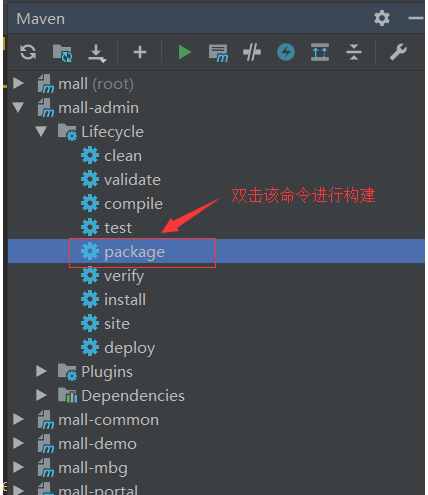 Maven
mall (root)
mall-admin
Lifecycle
clean
validate
compile
双击该命令进行构建
test
package
verify
install
site
deploy
Plugins
Dependencies
mall-common
mall-demo
mall-mbg
mall-portal